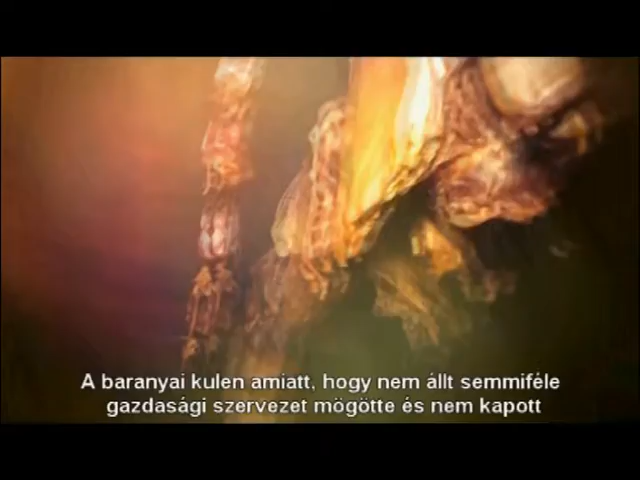 A baranyai kulen amiatt, hogy nem állt semmiféle
gazdasági szervezet mögötte és nem kapott